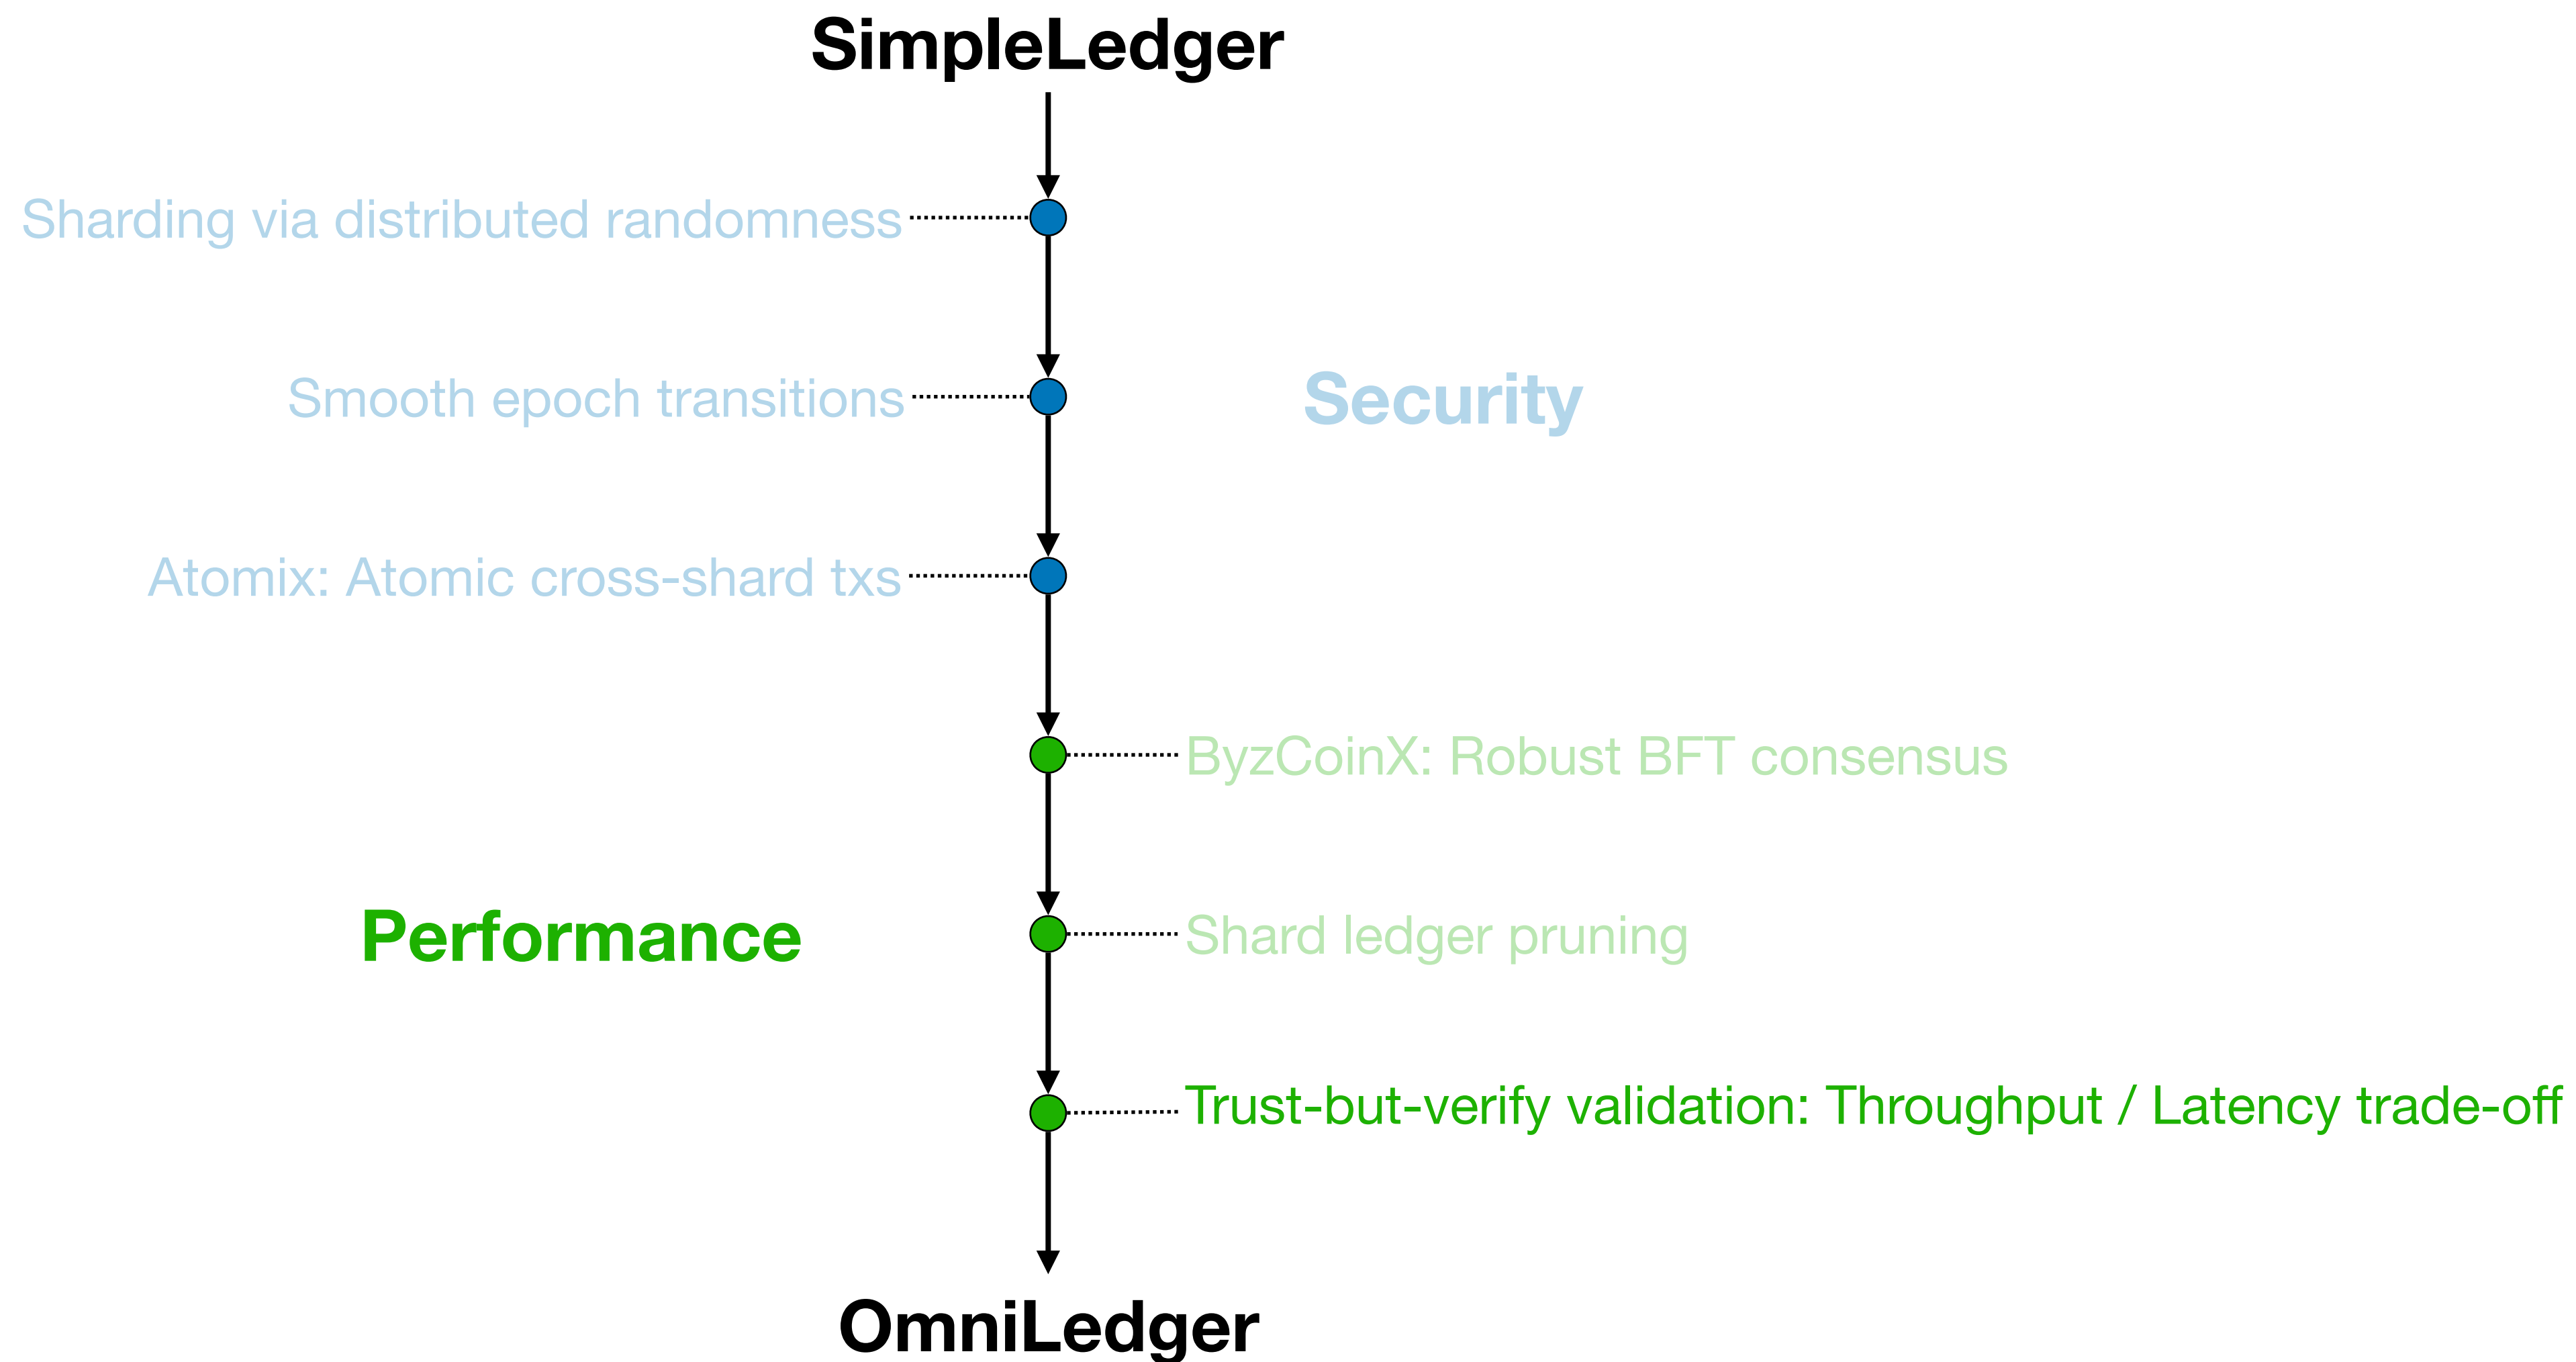 SimpleLedger
Sharding via distributed randomness
Smooth epoch transitions
Security
Atomix: Atomic cross-shard txs
ByzCoinX: Robust BFT consensus
Performance
Shard ledger pruning
Trust-but-verify validation: Throughput / Latency trade-off
OmniLedger